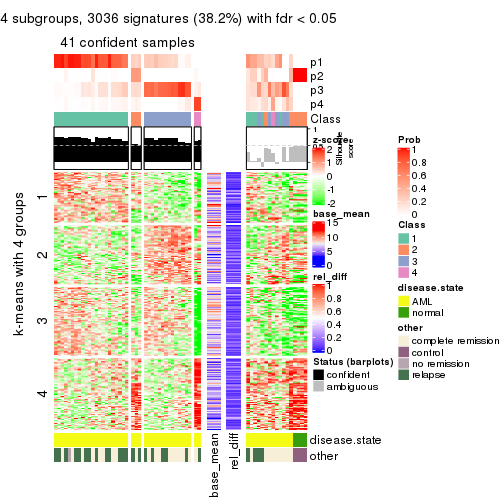 4 subgroups, 3036 signatures (38.2%) with fdr < 0.05
41 confident samples
p1
p2
p3
p4
Class
1
0.5
0
Silhouette
score
k-means with 4 groups
1
2
3
4
base_mean
rel_diff
disease.state
other
z-score
2
1
0
-1
-2
base_mean
15
10
5
0
rel_diff
1
0.8
0.6
0.4
0.2
0
Status (barplots)
confident
ambiguous
Prob
1
0.8
0.6
0.4
0.2
0
Class
1
2
3
4
disease.state
AML
normal
other
complete remission
control
no remission
relapse